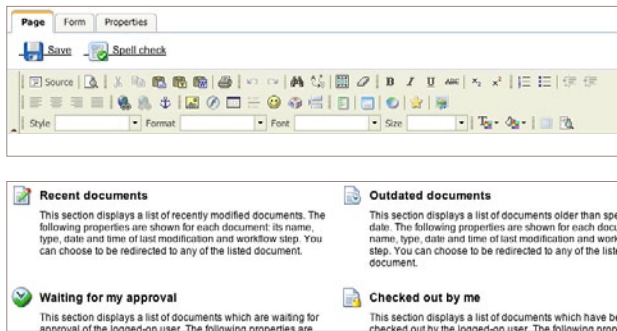 Page Form Properties
Save Spell check
Source B I U ABC x₂ x²
Style Format Font Size
Recent documents
This section displays a list of recently modified documents. The
following properties are shown for each document: its name,
type, date and time of last modification and workflow step. You
can choose to be redirected to any of the listed document.
Outdated documents
This section displays a list of documents older than spe
date. The following properties are shown for each docu
name, type, date and time of last modification and work
step. You can choose to be redirected to any of the liste
document.
Waiting for my approval
This section displays a list of documents which are waiting for
approval of the logged-on user. The following properties are
Checked out by me
This section displays a list of documents which have be
checked out by the logged-on user. The following prop